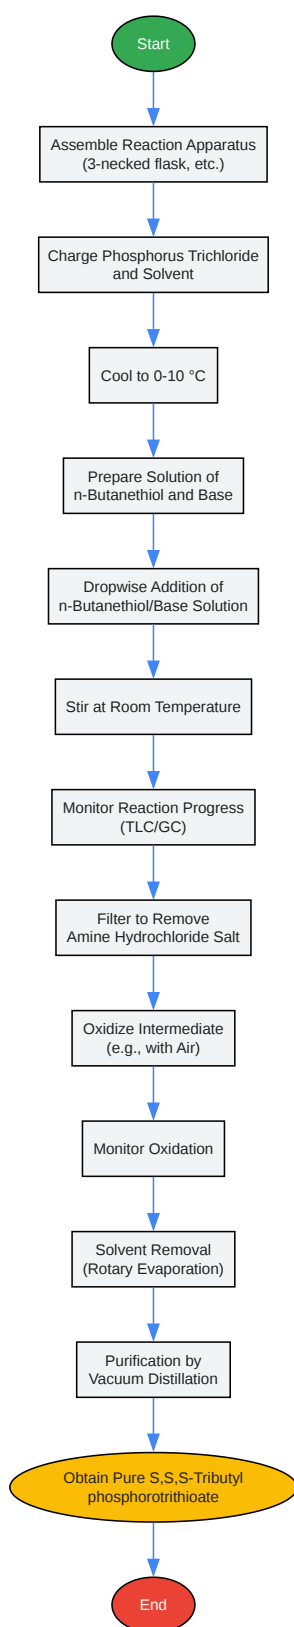 Start
Assemble Reaction Apparatus
(3-necked flask, etc.)
Charge Phosphorus Trichloride
and Solvent
Cool to 0-10 °C
Prepare Solution of
n-Butanethiol and Base
Dropwise Addition of
n-Butanethiol/Base Solution
Stir at Room Temperature
Monitor Reaction Progress
(TLC/GC)
Filter to Remove
Amine Hydrochloride Salt
Oxidize Intermediate
(e.g., with Air)
Monitor Oxidation
Solvent Removal
(Rotary Evaporation)
Purification by
Vacuum Distillation
Obtain Pure S,S,S-Tributyl
phosphorotrithioate
End